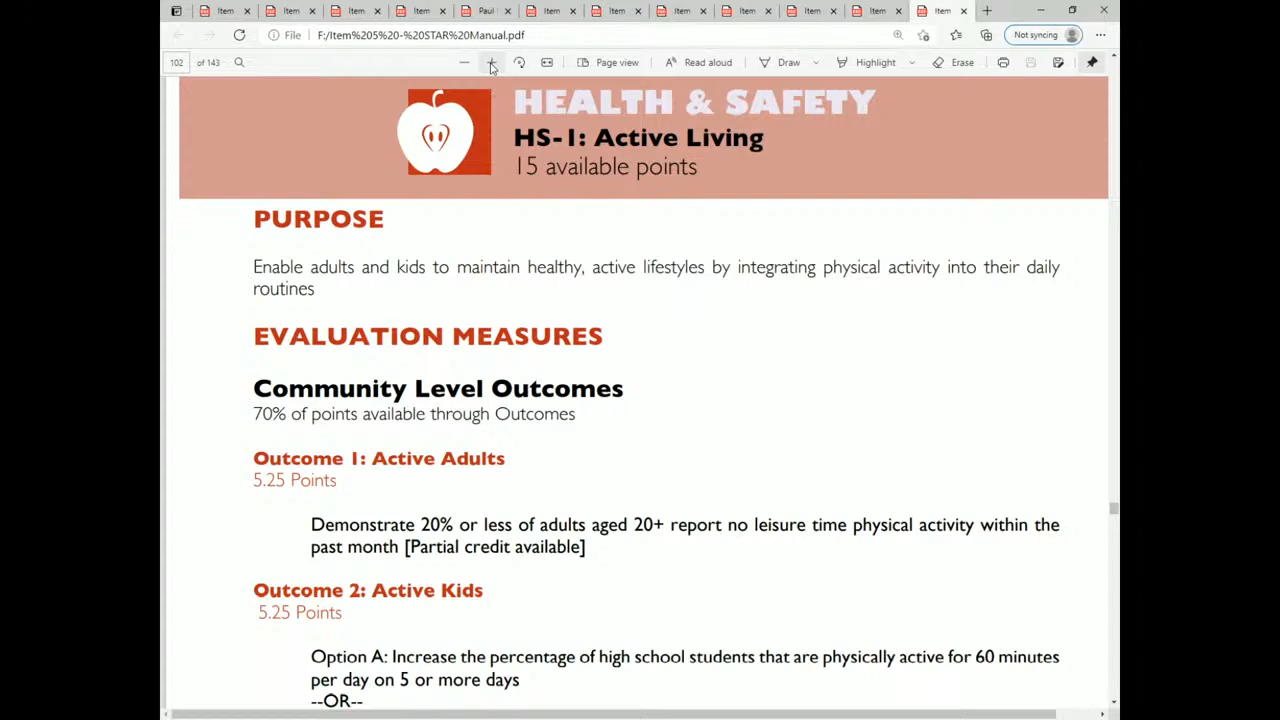 Item
Item
Item
Item
Paul
Item
Item
Item
Item
Item
Item
Item
File
F:/Item%205%20-%20STAR%20Manual.pdf
Not syncing
102 of 143
Page view
Read aloud
Draw
Highlight
Erase
HEALTH & SAFETY
HS-1: Active Living
15 available points
PURPOSE
Enable adults and kids to maintain healthy, active lifestyles by integrating physical activity into their daily
routines
EVALUATION MEASURES
Community Level Outcomes
70% of points available through Outcomes
Outcome 1: Active Adults
5.25 Points
Demonstrate 20% or less of adults aged 20+ report no leisure time physical activity within the
past month [Partial credit available]
Outcome 2: Active Kids
5.25 Points
Option A: Increase the percentage of high school students that are physically active for 60 minutes
per day on 5 or more days
--OR--